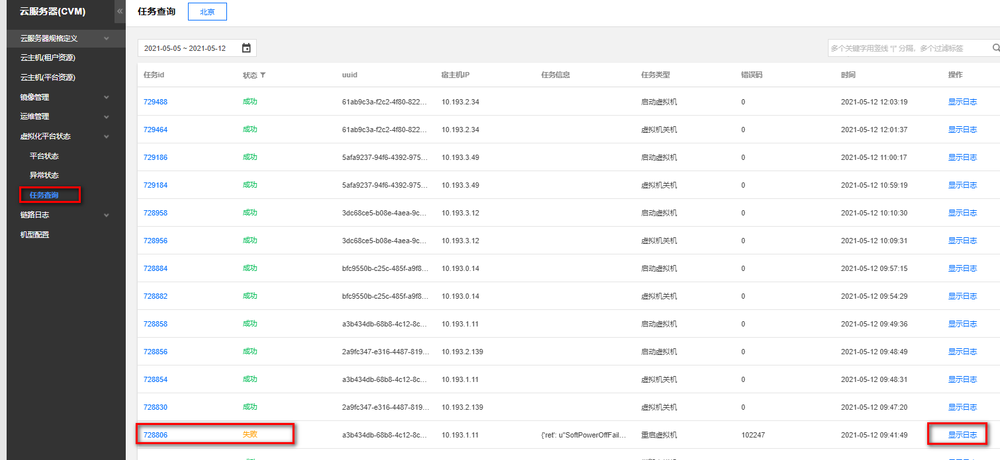 云服务器(CVM)
«
任务查询
北京
云服务器规格定义
云主机(租户资源)
云主机(平台资源)
镜像管理
运维管理
虚拟化平台状态
平台状态
异常状态
任务查询
链路日志
机型配置
2021-05-05 ~ 2021-05-12
多个关键字用竖线 "|" 分隔，多个过滤标签
任务id 状态 uuid 宿主机IP 任务信息 任务类型 错误码 时间 操作
729488 成功 61ab9c3a-f2c2-4f80-822... 10.193.2.34 启动虚拟机 0 2021-05-12 12:03:19 显示日志
729464 成功 61ab9c3a-f2c2-4f80-822... 10.193.2.34 虚拟机关机 0 2021-05-12 12:01:37 显示日志
729186 成功 5afa9237-94f6-4392-975... 10.193.3.49 启动虚拟机 0 2021-05-12 11:00:17 显示日志
729184 成功 5afa9237-94f6-4392-975... 10.193.3.49 虚拟机关机 0 2021-05-12 10:59:19 显示日志
728958 成功 3dc68ce5-b08e-4aea-9c... 10.193.3.12 启动虚拟机 0 2021-05-12 10:10:30 显示日志
728956 成功 3dc68ce5-b08e-4aea-9c... 10.193.3.12 虚拟机关机 0 2021-05-12 10:09:31 显示日志
728884 成功 bfc9550b-c25c-485f-a9f8... 10.193.0.14 启动虚拟机 0 2021-05-12 09:57:15 显示日志
728882 成功 bfc9550b-c25c-485f-a9f8... 10.193.0.14 虚拟机关机 0 2021-05-12 09:54:29 显示日志
728858 成功 a3b434db-68b8-4c12-8c... 10.193.1.11 启动虚拟机 0 2021-05-12 09:49:36 显示日志
728856 成功 2a9fc347-e316-4487-819... 10.193.2.139 启动虚拟机 0 2021-05-12 09:48:49 显示日志
728854 成功 a3b434db-68b8-4c12-8c... 10.193.1.11 虚拟机关机 0 2021-05-12 09:48:31 显示日志
728830 成功 2a9fc347-e316-4487-819... 10.193.2.139 虚拟机关机 0 2021-05-12 09:47:20 显示日志
728806 失败 a3b434db-68b8-4c12-8c... 10.193.1.11 {'ret': u"SoftPowerOffFail... 重启虚拟机 102247 2021-05-12 09:41:49 显示日志